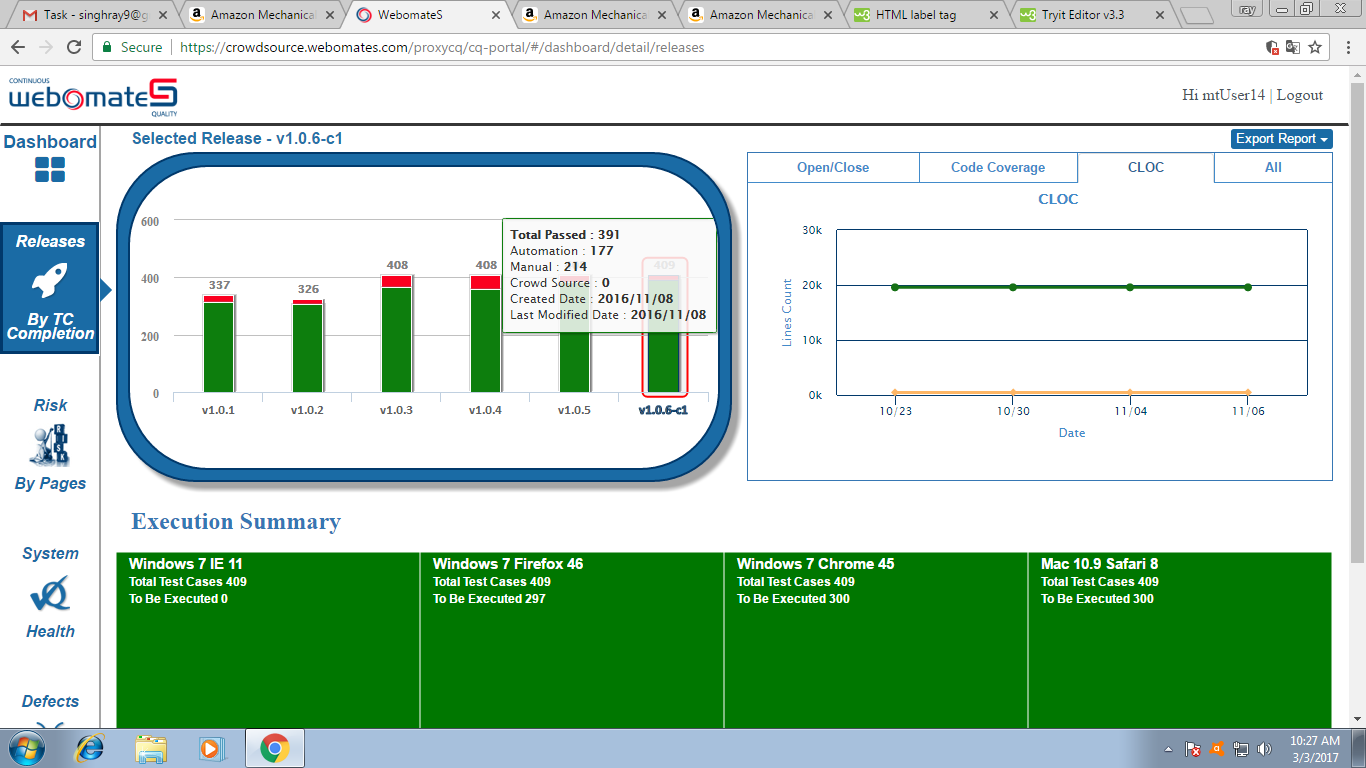 Task - singhray9@g
Amazon Mechanica
WebomateS
Amazon Mechanica
Amazon Mechanica
HTML label tag
Tryit Editor v3.3
ray
Secure
https://crowdsource.webomates.com/proxycq/cq-portal/#/dashboard/detail/releases
CONTINUOUS
webomateS
QUALITY
Hi mtUser14 | Logout
Dashboard
Releases
By TC
Completion
Risk
RISK
By Pages
System
Health
Defects
Selected Release - v1.0.6-c1
Export Report
600
400
200
0
337
326
408
408
409
Total Passed : 391
Automation : 177
Manual : 214
Crowd Source : 0
Created Date : 2016/11/08
Last Modified Date : 2016/11/08
v1.0.1
v1.0.2
v1.0.3
v1.0.4
v1.0.5
v1.0.6-c1
Open/Close
Code Coverage
CLOC
All
CLOC
Lines Count
30k
20k
10k
0k
10/23
10/30
11/04
11/06
Date
Execution Summary
Windows 7 IE 11
Total Test Cases 409
To Be Executed 0
Windows 7 Firefox 46
Total Test Cases 409
To Be Executed 297
Windows 7 Chrome 45
Total Test Cases 409
To Be Executed 300
Mac 10.9 Safari 8
Total Test Cases 409
To Be Executed 300
10:27 AM
3/3/2017